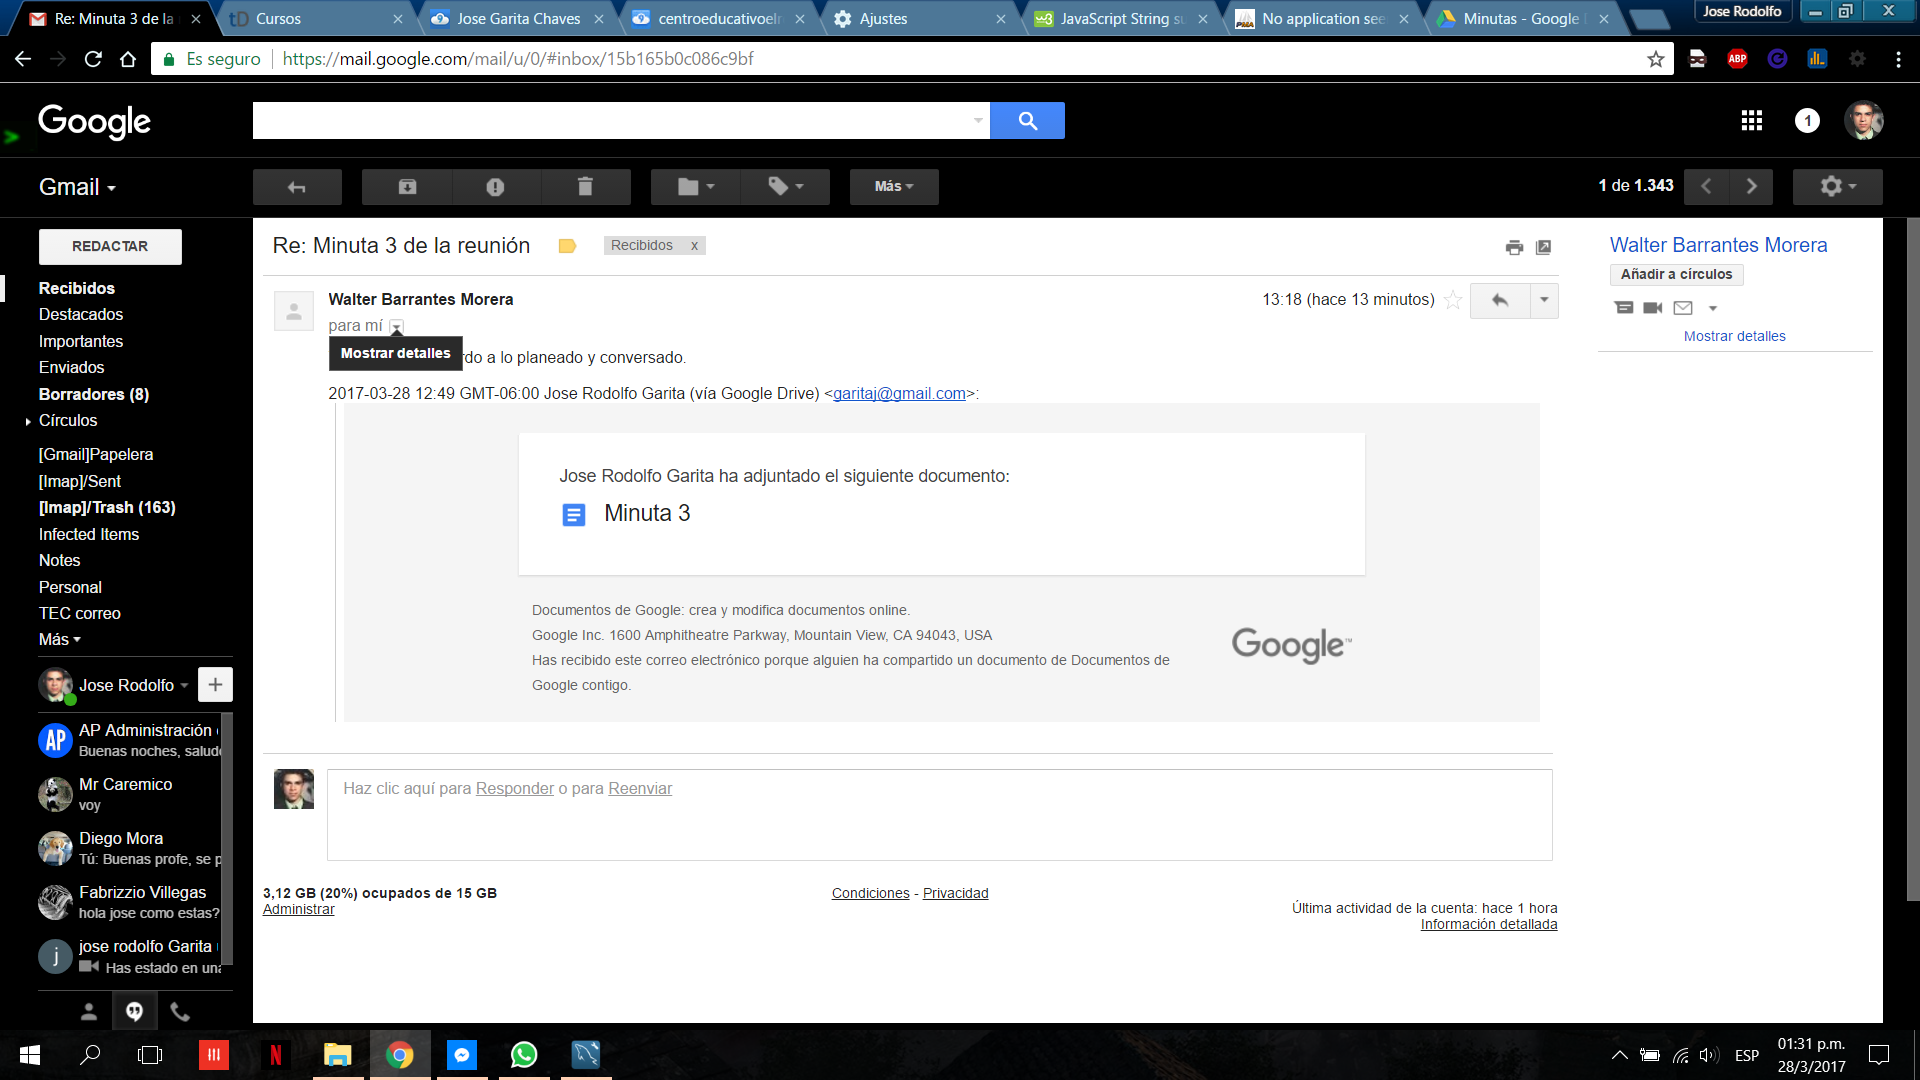 Re: Minuta 3 de la
Cursos
Jose Garita Chaves
centroeducativoelr
Ajustes
JavaScript String su
No application see
Minutas - Google
Jose Rodolfo
Es seguro
https://mail.google.com/mail/u/0/#inbox/15b165b0c086c9bf
ABP
Google
1
Gmail
Más
1 de 1.343
REDACTAR
Recibidos
Destacados
Importantes
Enviados
Borradores (8)
Círculos
[Gmail]Papelera
[Imap]/Sent
[Imap]/Trash (163)
Infected Items
Notes
Personal
TEC correo
Más
Jose Rodolfo
AP
AP Administración
Buenas noches, salud
Mr Caremico
voy
Diego Mora
Tú: Buenas profe, se p
Fabrizzio Villegas
hola jose como estas?
j
jose rodolfo Garita
Has estado en una
Re: Minuta 3 de la reunión
Recibidos x
Walter Barrantes Morera
13:18 (hace 13 minutos)
para mí
Mostrar detalles
rdo a lo planeado y conversado.
2017-03-28 12:49 GMT-06:00 Jose Rodolfo Garita (vía Google Drive) <garitaj@gmail.com>:
Jose Rodolfo Garita ha adjuntado el siguiente documento:
Minuta 3
Documentos de Google: crea y modifica documentos online.
Google Inc. 1600 Amphitheatre Parkway, Mountain View, CA 94043, USA
Has recibido este correo electrónico porque alguien ha compartido un documento de Documentos de
Google contigo.
Google™
Haz clic aquí para Responder o para Reenviar
3,12 GB (20%) ocupados de 15 GB
Administrar
Condiciones - Privacidad
Última actividad de la cuenta: hace 1 hora
Información detallada
Walter Barrantes Morera
Añadir a círculos
Mostrar detalles
N
ESP
01:31 p.m.
28/3/2017